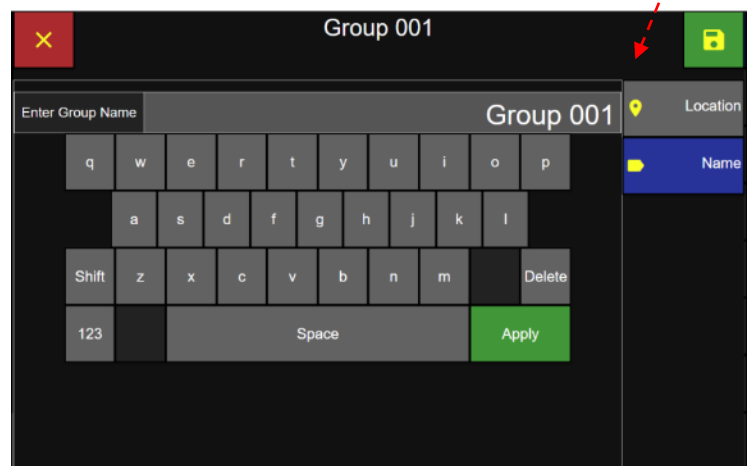 Group 001
Enter Group Name Group 001
Location
Name
q w e r t y u i o p
a s d f g h j k l
Shift z x c v b n m Delete
123 Space Apply